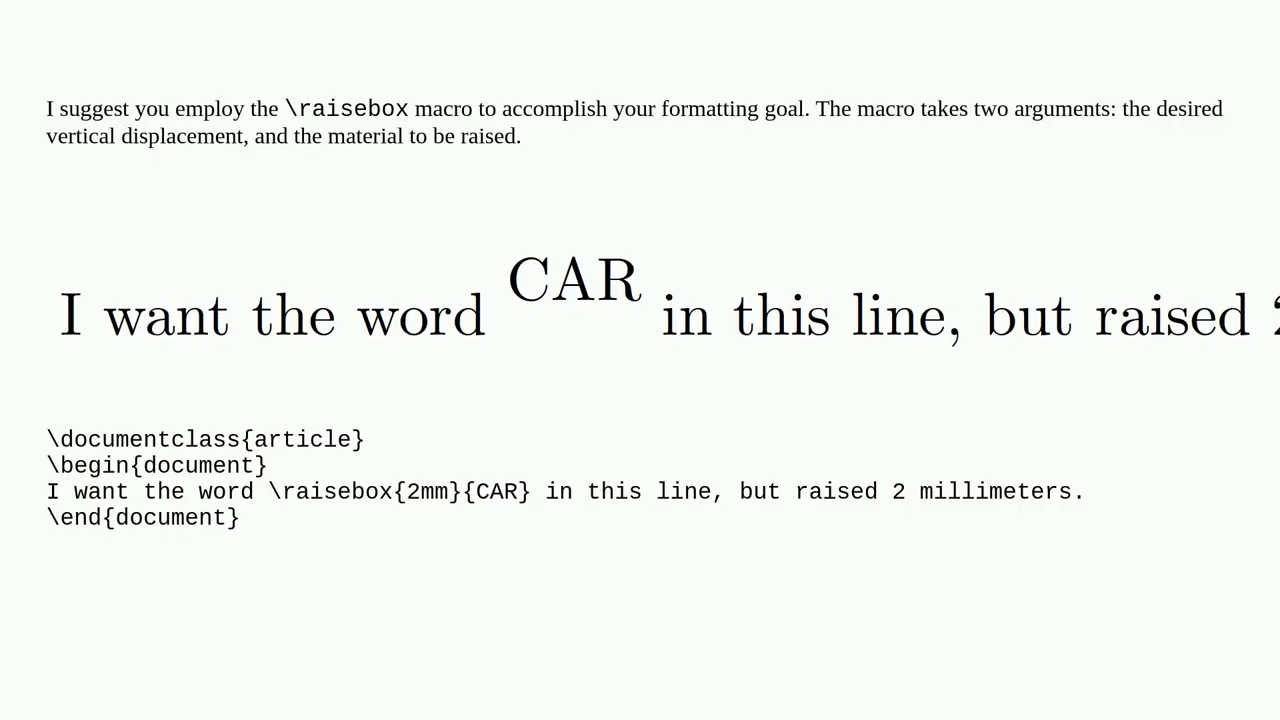 I suggest you employ the \raisebox macro to accomplish your formatting goal. The macro takes two arguments: the desired
vertical displacement, and the material to be raised.
I want the word CAR in this line, but raised
\documentclass{article}
\begin{document}
I want the word \raisebox{2mm}{CAR} in this line, but raised 2 millimeters.
\end{document}